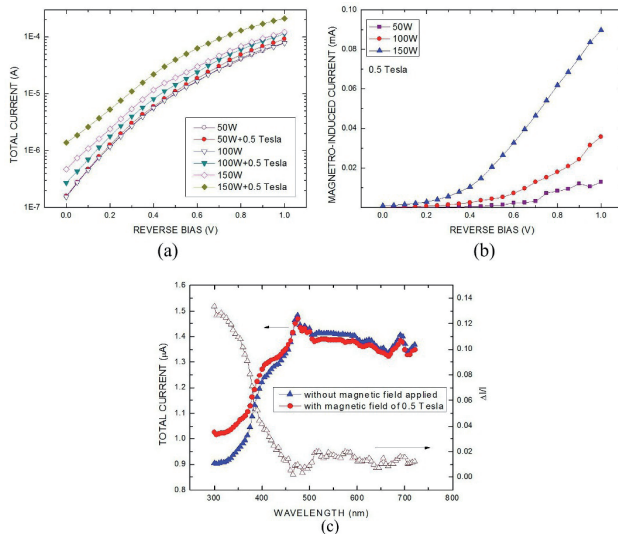 1E-4
1E-5
1E-6
1E-7
TOTAL CURRENT (A)
50W
50W+0.5 Tesla
100W
100W+0.5 Tesla
150W
150W+0.5 Tesla
0.0 0.2 0.4 0.6 0.8 1.0
REVERSE BIAS (V)
(a)
0.10
0.08
0.06
0.04
0.02
MAGNETRO-INDUCED CURRENT (mA)
50W
100W
150W
0.5 Tesla
0.0 0.2 0.4 0.6 0.8 1.0
REVERSE BIAS (V)
(b)
1.6
1.5
1.4
1.3
1.2
1.1
1.0
0.9
0.8
TOTAL CURRENT (µA)
without magnetic field applied
with magnetic field of 0.5 Tesla
0.14
0.12
0.10
0.08
0.06
0.04
0.02
0.00
ΔI/I
300 400 500 600 700 800
WAVELENGTH (nm)
(c)